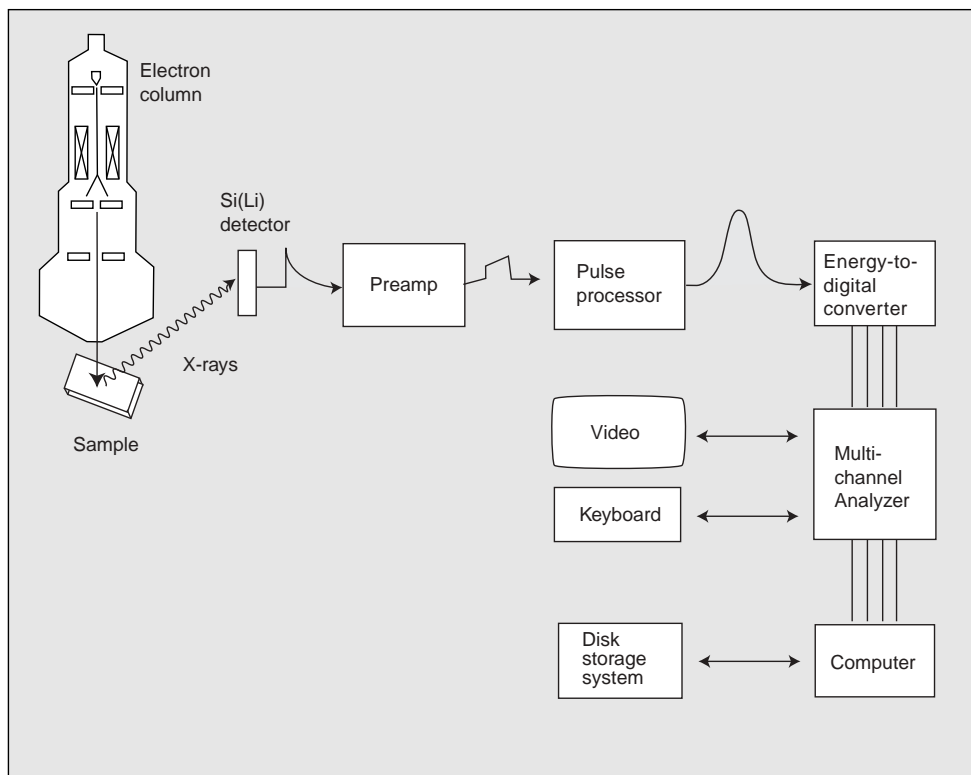 Electron
column
Si(Li)
detector
Preamp
Pulse
processor
Energy-to-
digital
converter
X-rays
Sample
Video
Multi-
channel
Analyzer
Keyboard
Disk
storage
system
Computer